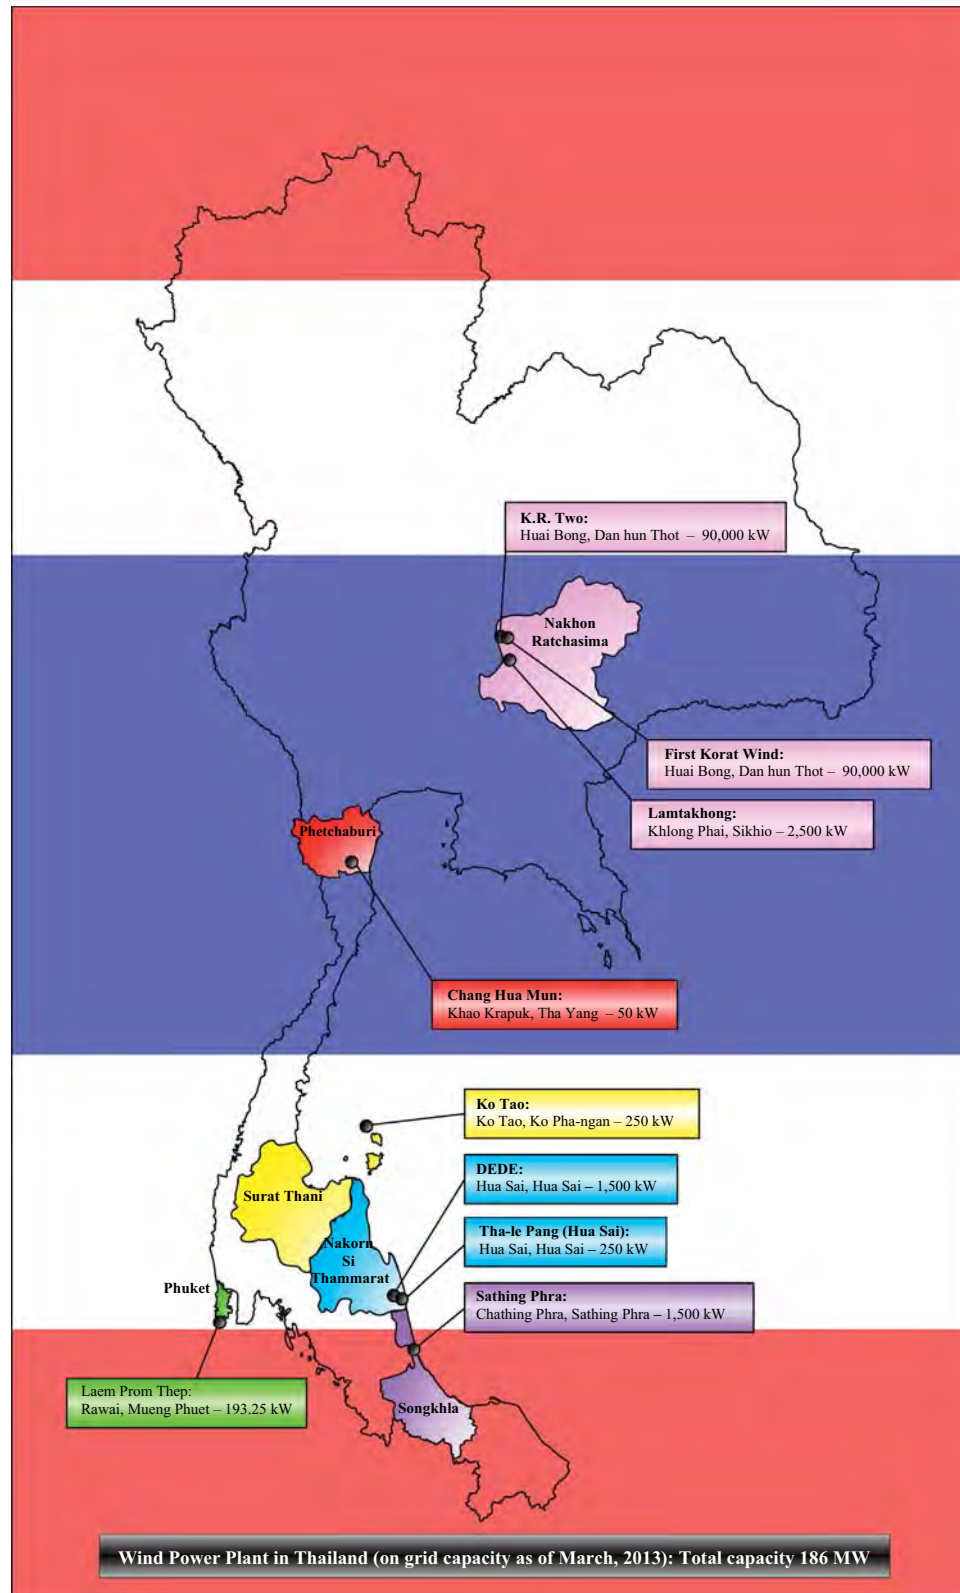 K.R. Two:
Huai Bong, Dan hun Thot – 90,000 kW
Nakhon
Ratchasima
First Korat Wind:
Huai Bong, Dan hun Thot – 90,000 kW
Lamtakhong:
Khlong Phai, Sikhio – 2,500 kW
Phetchaburi
Chang Hua Mun:
Khao Krapuk, Tha Yang – 50 kW
Ko Tao:
Ko Tao, Ko Pha-ngan – 250 kW
DEDE:
Hua Sai, Hua Sai – 1,500 kW
Surat Thani
Tha-le Pang (Hua Sai):
Hua Sai, Hua Sai – 250 kW
Nakorn
Si
Thammarat
Phuket
Sathing Phra:
Chathing Phra, Sathing Phra – 1,500 kW
Laem Prom Thep:
Rawai, Mueng Phuet – 193.25 kW
Songkhla
Wind Power Plant in Thailand (on grid capacity as of March, 2013): Total capacity 186 MW